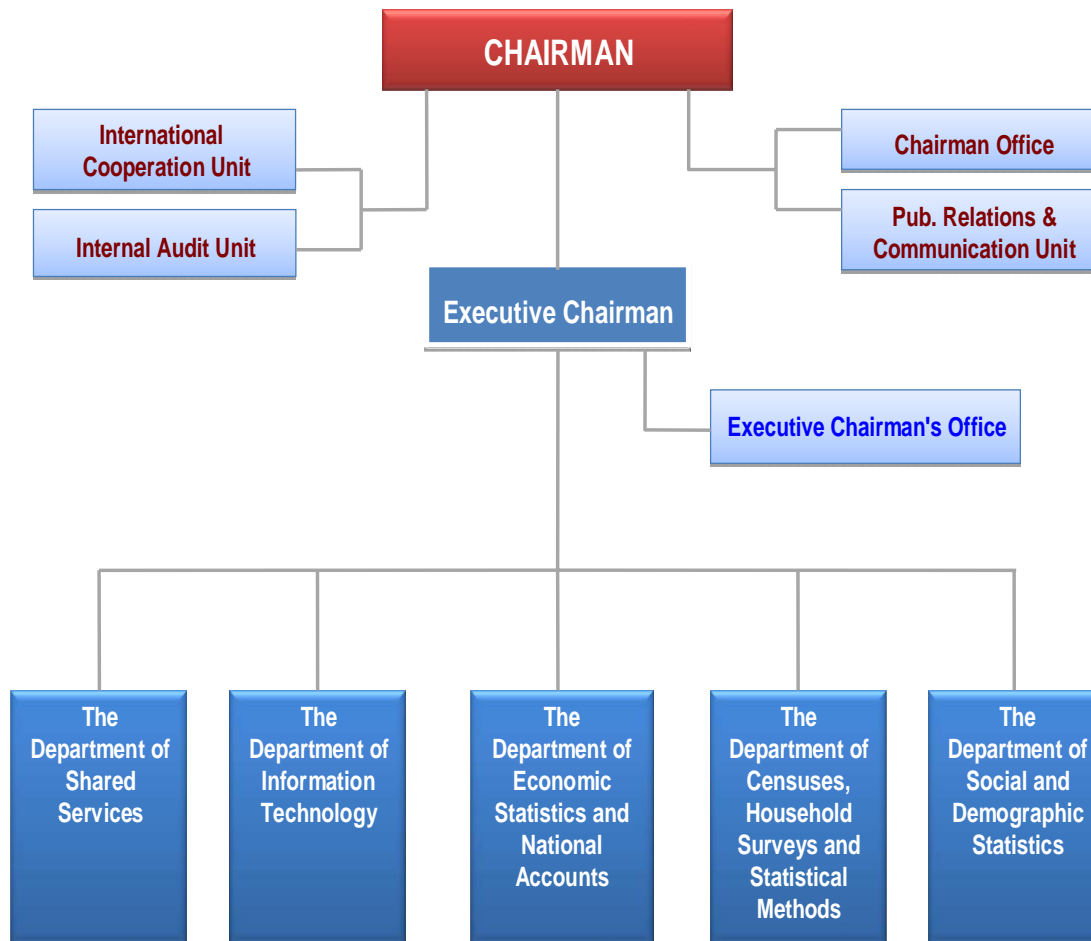 CHAIRMAN
International
Cooperation Unit
Internal Audit Unit
Chairman Office
Pub. Relations &
Communication Unit
Executive Chairman
Executive Chairman's Office
The
Department of
Shared
Services
The
Department of
Information
Technology
The
Department of
Economic
Statistics and
National
Accounts
The
Department of
Censuses,
Household
Surveys and
Statistical
Methods
The
Department of
Social and
Demographic
Statistics